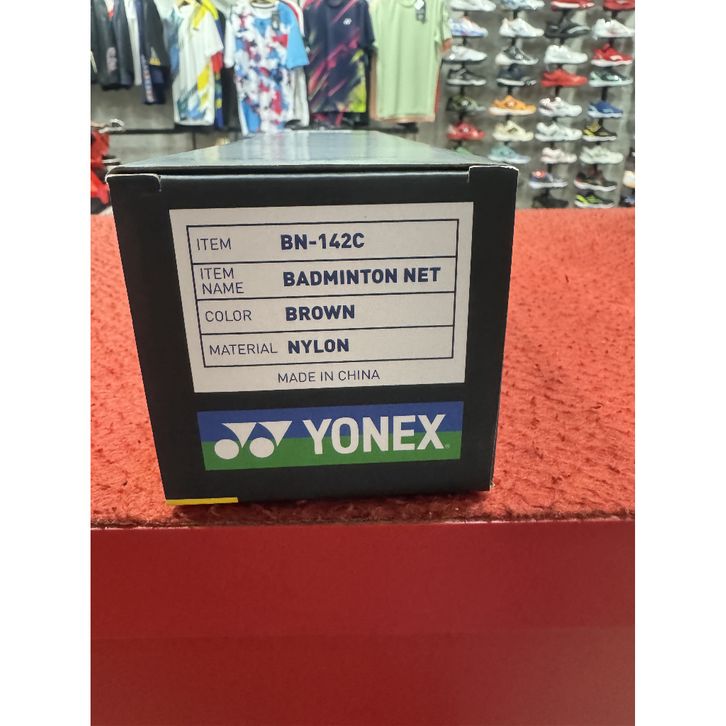 ITEM BN-142C
ITEM NAME BADMINTON NET
COLOR BROWN
MATERIAL NYLON
MADE IN CHINA
YONEX